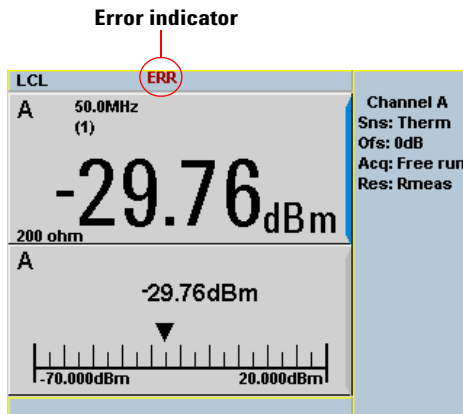 Error indicator
LCL ERR
A 50.0MHz
(1)
-29.76dBm
200 ohm
A
-29.76dBm
-70.000dBm 20.000dBm
Channel A
Sns: Therm
Ofs: 0dB
Acq: Free run
Res: Rmeas